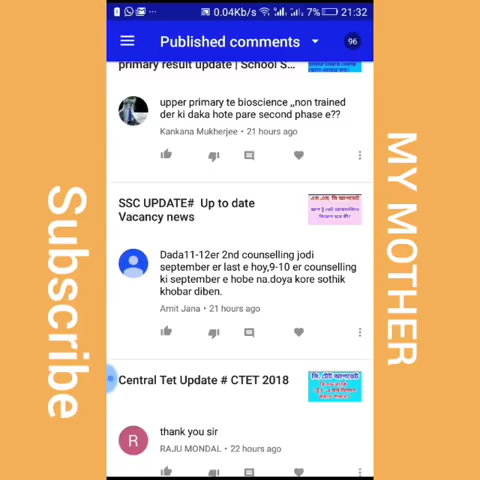 0.04Kb/s 7% 21:32
Published comments
96
primary result update | School S...
upper primary te bioscience ,,non trained
der ki daka hote pare second phase e??
Kankana Mukherjee • 21 hours ago
SSC UPDATE# Up to date
Vacancy news
এস. এস. সি আপডেট
Dada11-12er 2nd counselling jodi
september er last e hoy,9-10 er counselling
ki september e hobe na.doya kore sothik
khobar diben.
Amit Jana • 21 hours ago
Central Tet Update # CTET 2018
সি. টেট আপডেট
R
thank you sir
RAJU MONDAL • 22 hours ago
Subscribe
MY MOTHER